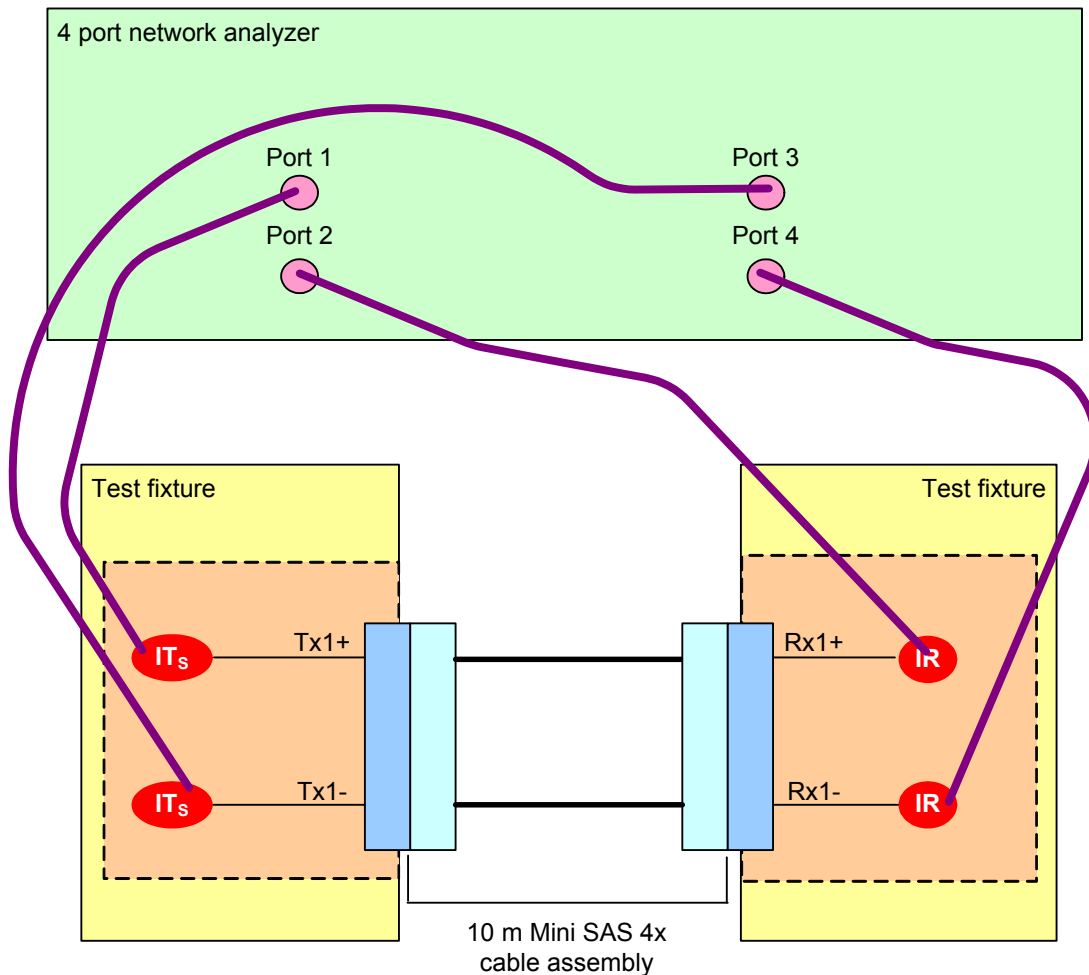 4 port network analyzer
Port 1
Port 3
Port 2
Port 4
Test fixture
Test fixture
ITS
Tx1+
Rx1+
IR
ITS
Tx1-
Rx1-
IR
10 m Mini SAS 4x
cable assembly